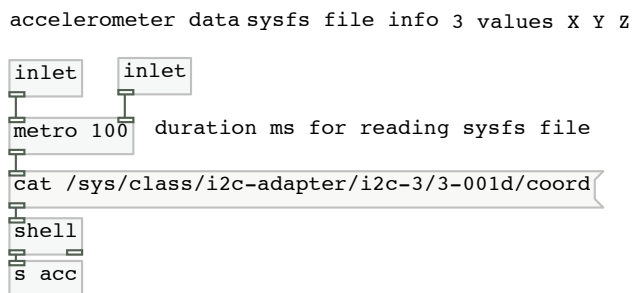 accelerometer data sysfs file info 3 values X Y Z
inlet inlet
metro 100 duration ms for reading sysfs file
cat /sys/class/i2c-adapter/i2c-3/3-001d/coord
shell
s acc